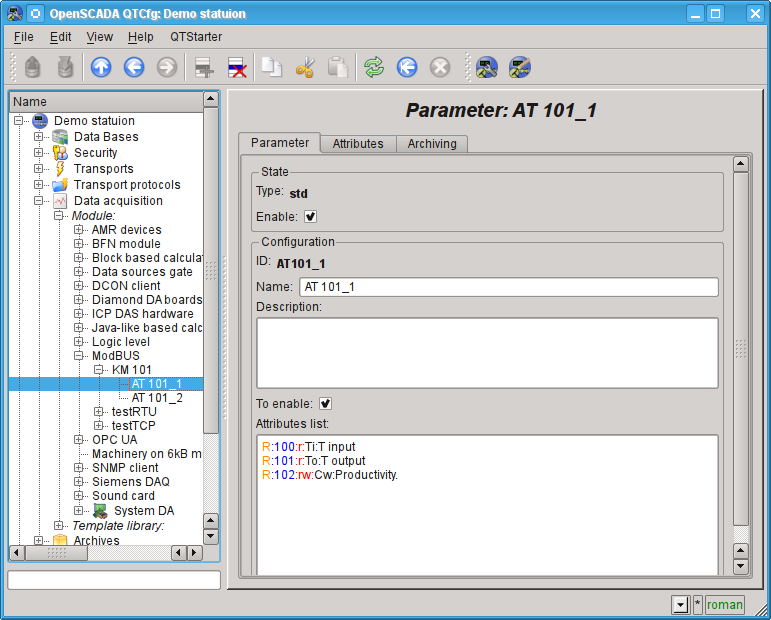 OpenSCADA QTCfg: Demo statuion
File Edit View Help QTStarter
Name
Demo statuion
Data Bases
Security
Transports
Transport protocols
Data acquisition
Module:
AMR devices
BFN module
Block based calculat
Data sources gate
DCON client
Diamond DA boards
ICP DAS hardware
Java-like based calc
Logic level
ModBUS
KM 101
AT 101_1
AT 101_2
testRTU
testTCP
OPC UA
Machinery on 6kB m
SNMP client
Siemens DAQ
Sound card
System DA
Template library:
Archives
Parameter: AT 101_1
Parameter Attributes Archiving
State
Type: std
Enable:
Configuration
ID: AT101_1
Name: AT 101_1
Description:
To enable:
Attributes list:
R:100:r:Ti:T input
R:101:r:To:T output
R:102:rw:Cw:Productivity.
* roman